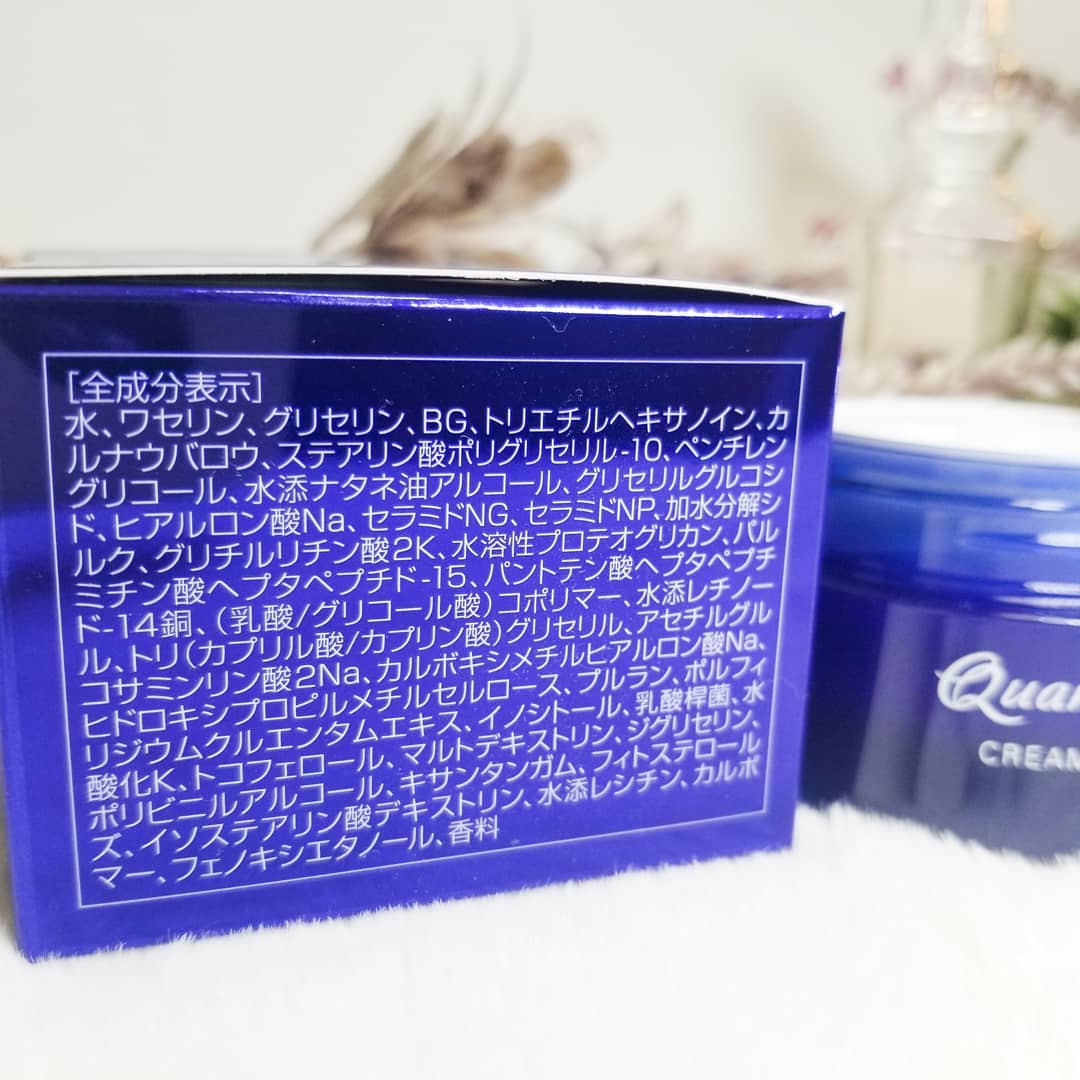 [全成分表示]
水、ワセリン、グリセリン、BG、トリエチルヘキサノイン、カ
ルナウバロウ、ステアリン酸ポリグリセリル-10、ペンチレン
グリコール、水添ナタネ油アルコール、グリセリルグルコシ
ド、ヒアルロン酸Na、セラミドNG、セラミドNP、加水分解シ
ルク、グリチルリチン酸2K、水溶性プロテオグリカン、パル
ミチン酸ヘプタペプチド-15、パントテン酸ヘプタペプチ
ド-14銅、(乳酸/グリコール酸)コポリマー、水添レチノー
ル、トリ(カプリル酸/カプリン酸)グリセリル、アセチルグル
コサミンリン酸2Na、カルボキシメチルヒアルロン酸Na、
ヒドロキシプロピルメチルセルロース、プルラン、ポルフィ
リジウムクルエンタムエキス、イノシトール、乳酸桿菌、水
酸化K、トコフェロール、マルトデキストリン、ジグリセリン、
ポリビニルアルコール、キサンタンガム、フィトステロール
ズ、イソステアリン酸デキストリン、水添レシチン、カルボ
マー、フェノキシエタノール、香料
Quan
CREAM